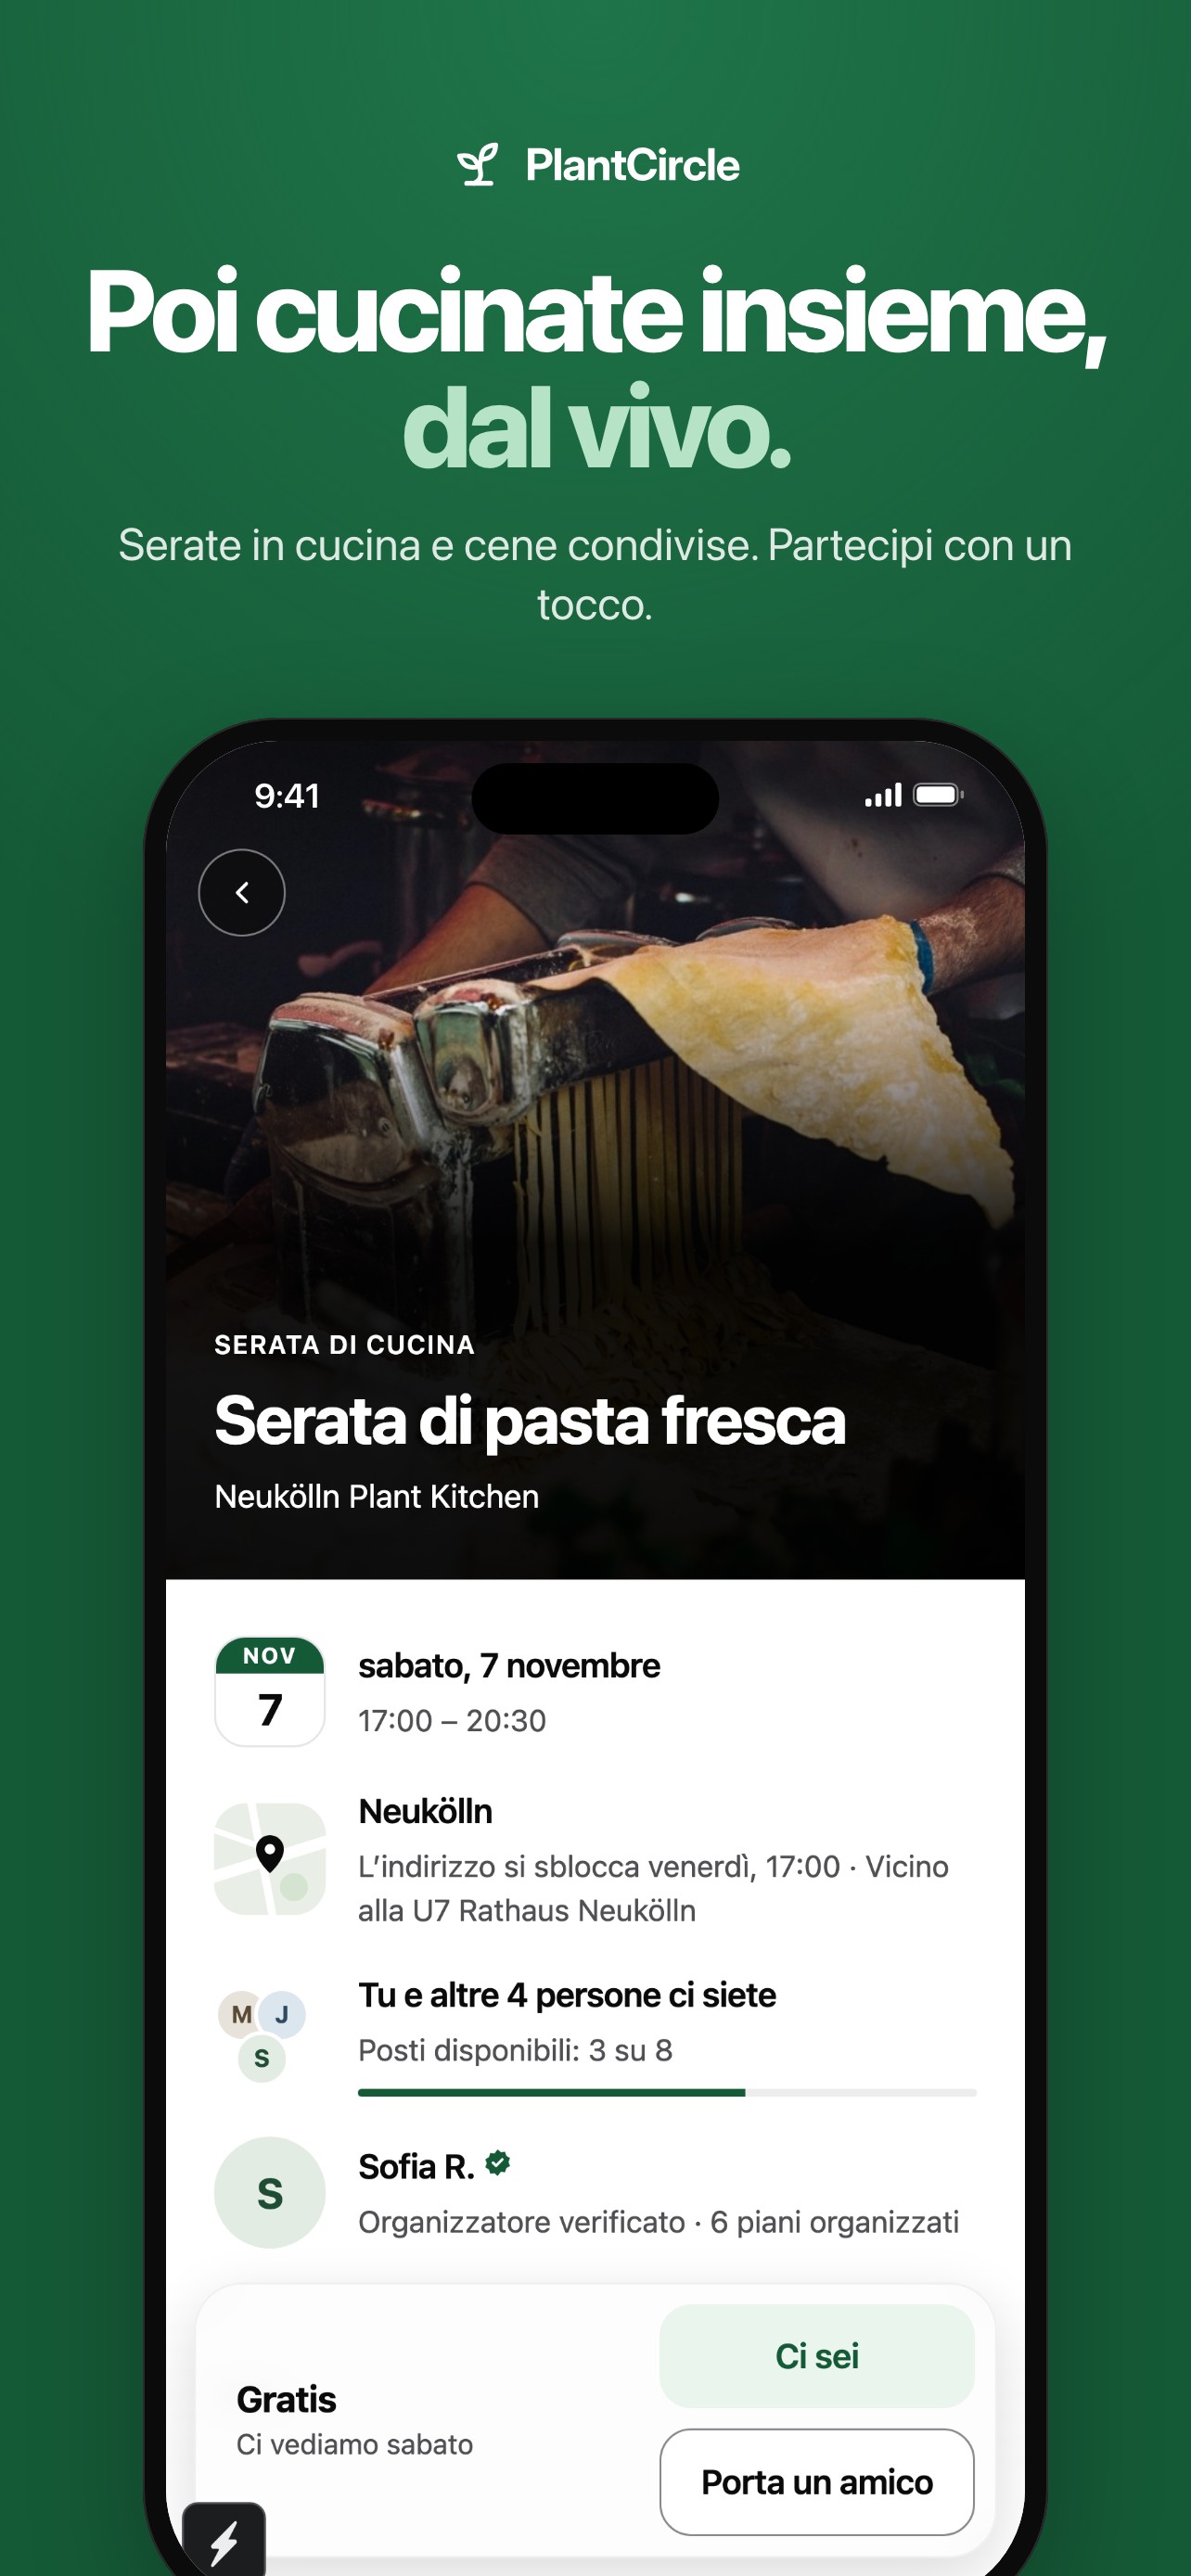 PlantCircle
Poi cucinate insieme,
dal vivo.
Serate in cucina e cene condivise. Partecipi con un
tocco.
9:41
SERATA DI CUCINA
Serata di pasta fresca
Neukölln Plant Kitchen
NOV
7
sabato, 7 novembre
17:00 – 20:30
Neukölln
L’indirizzo si sblocca venerdì, 17:00 · Vicino
alla U7 Rathaus Neukölln
M
J
S
Tu e altre 4 persone ci siete
Posti disponibili: 3 su 8
S
Sofia R.
Organizzatore verificato · 6 piani organizzati
Gratis
Ci vediamo sabato
Ci sei
Porta un amico